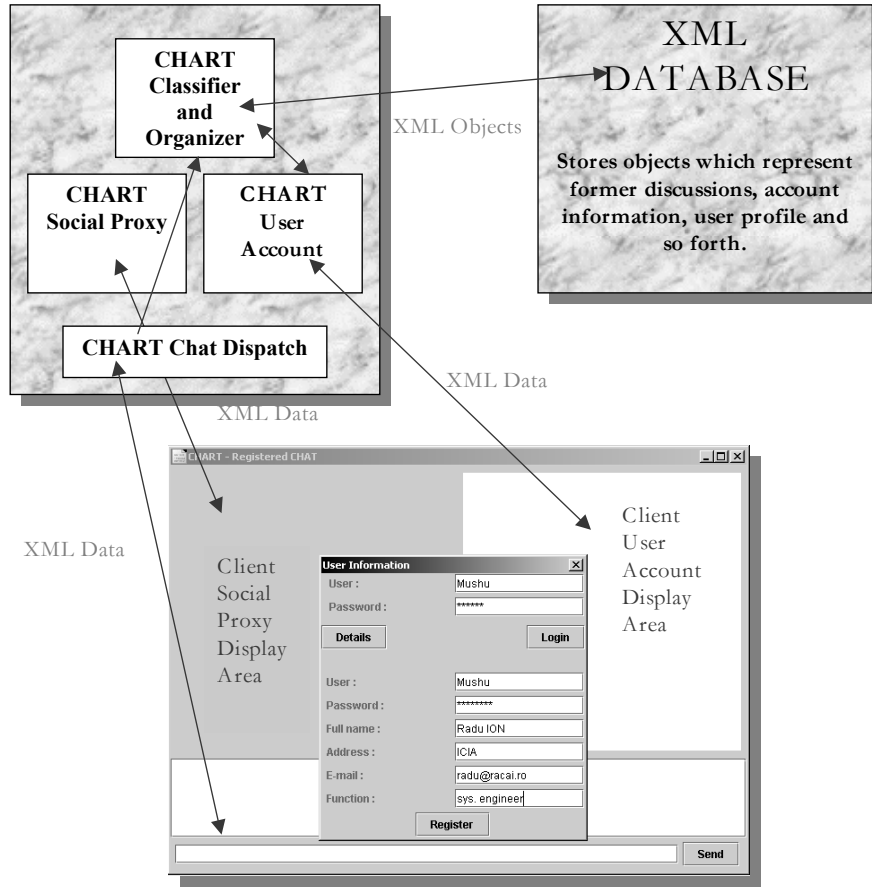 CHART
Classifier
and
Organizer
CHART
Social Proxy
CHART
User
Account
CHART Chat Dispatch
XML Objects
XML
DATABASE
Stores objects which represent
former discussions, account
information, user profile and
so forth.
XML Data
XML Data
XML Data
CHART - Registered CHAT
Client
Social
Proxy
Display
Area
Client
User
Account
Display
Area
User Information
User : Mushu
Password : ******
Details Login
User : Mushu
Password : ********
Full name : Radu ION
Address : ICIA
E-mail : radu@racai.ro
Function : sys. engineer
Register
Send